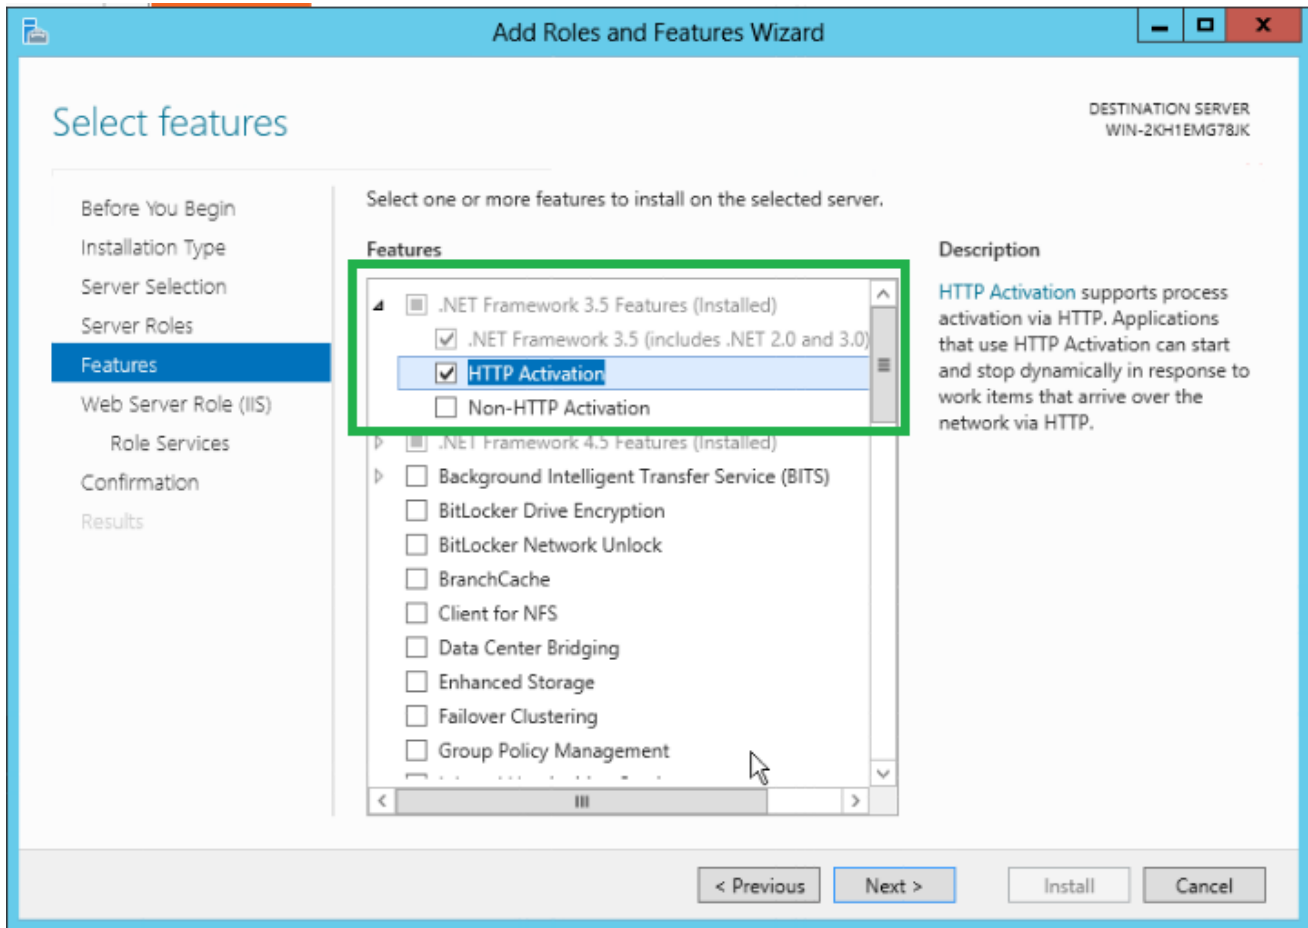 Add Roles and Features Wizard
Select features
DESTINATION SERVER
WIN-2KH1EMG78JK
Before You Begin
Installation Type
Server Selection
Server Roles
Features
Web Server Role (IIS)
Role Services
Confirmation
Results
Select one or more features to install on the selected server.
Features
.NET Framework 3.5 Features (Installed)
.NET Framework 3.5 (includes .NET 2.0 and 3.0)
HTTP Activation
Non-HTTP Activation
.NET Framework 4.5 Features (Installed)
Background Intelligent Transfer Service (BITS)
BitLocker Drive Encryption
BitLocker Network Unlock
BranchCache
Client for NFS
Data Center Bridging
Enhanced Storage
Failover Clustering
Group Policy Management
Description
HTTP Activation supports process
activation via HTTP. Applications
that use HTTP Activation can start
and stop dynamically in response to
work items that arrive over the
network via HTTP.
< Previous
Next >
Install
Cancel